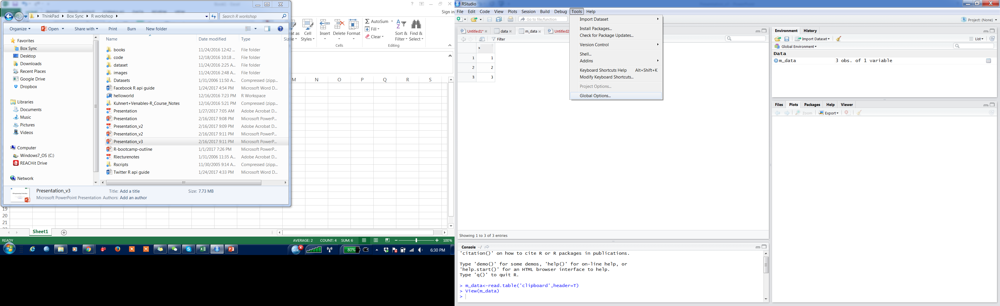 Sign in
ThinkPad Box Sync R workshop
Search R workshop
Organize Open Share with Print Burn New folder
Name Date modified Type
Favorites
Box Sync
Desktop
Downloads
Recent Places
Google Drive
Dropbox
Libraries
Documents
Music
Pictures
Videos
Computer
Windows7_OS (C:)
REACHit Drive
Network
books 11/24/2016 12:42 ... File folder
code 12/18/2016 10:18 ... File folder
dataset 11/24/2016 2:25 A... File folder
images 11/24/2016 2:48 A... File folder
Datasets 1/31/2006 11:50 A... Compressed (zipp...
Facebook R api guide 1/24/2017 4:54 PM Microsoft Word D...
helloworld 12/16/2016 7:23 PM R Workspace
Kuhnert+Venables-R_Course_Notes 12/16/2016 5:21 PM Compressed (zipp...
Presentation 1/27/2017 7:05 AM Adobe Acrobat D...
Presentation 2/16/2017 9:08 PM Microsoft PowerP...
Presentation_v2 2/16/2017 9:09 PM Adobe Acrobat D...
Presentation_v2 2/16/2017 9:11 PM Microsoft PowerP...
Presentation_v3 2/16/2017 9:11 PM Microsoft PowerP...
R-bootcamp-outline 1/1/2017 7:26 PM Microsoft PowerP...
Rlecturenotes 1/31/2006 11:35 A... Adobe Acrobat D...
Rscripts 11/30/2005 9:14 A... Compressed (zipp...
Twitter R api guide 1/24/2017 4:33 PM Microsoft Word D...
Presentation_v3 Title: Add a title Size: 7.73 MB
Microsoft PowerPoint Presentation Authors: Add an author
at as Cell Insert Delete Format
Styles
AutoSum
Fill
Clear
Sort & Find &
Filter Select
Cells Editing
M N O P Q R S
19
20
21
Sheet1
READY AVERAGE: 2 COUNT: 4 SUM: 6 100%
80% 6:30 PM
RStudio
File Edit Code View Plots Session Build Debug Tools Help
Go to file/function
Project: (None)
Untitled1* data m_data Untitled2
Filter
x
1 1
2 2
3 3
Showing 1 to 3 of 3 entries
Import Dataset
Install Packages...
Check for Package Updates...
Version Control
Shell...
Addins
Keyboard Shortcuts Help Alt+Shift+K
Modify Keyboard Shortcuts...
Project Options...
Global Options...
Console ~/
'citation()' on how to cite R or R packages in publications.
Type 'demo()' for some demos, 'help()' for on-line help, or
'help.start()' for an HTML browser interface to help.
Type 'q()' to quit R.
> m_data<-read.table('clipboard',header=T)
> View(m_data)
>
Environment History
Import Dataset List
Global Environment
Data
m_data 3 obs. of 1 variable
Files Plots Packages Help Viewer
Zoom Export